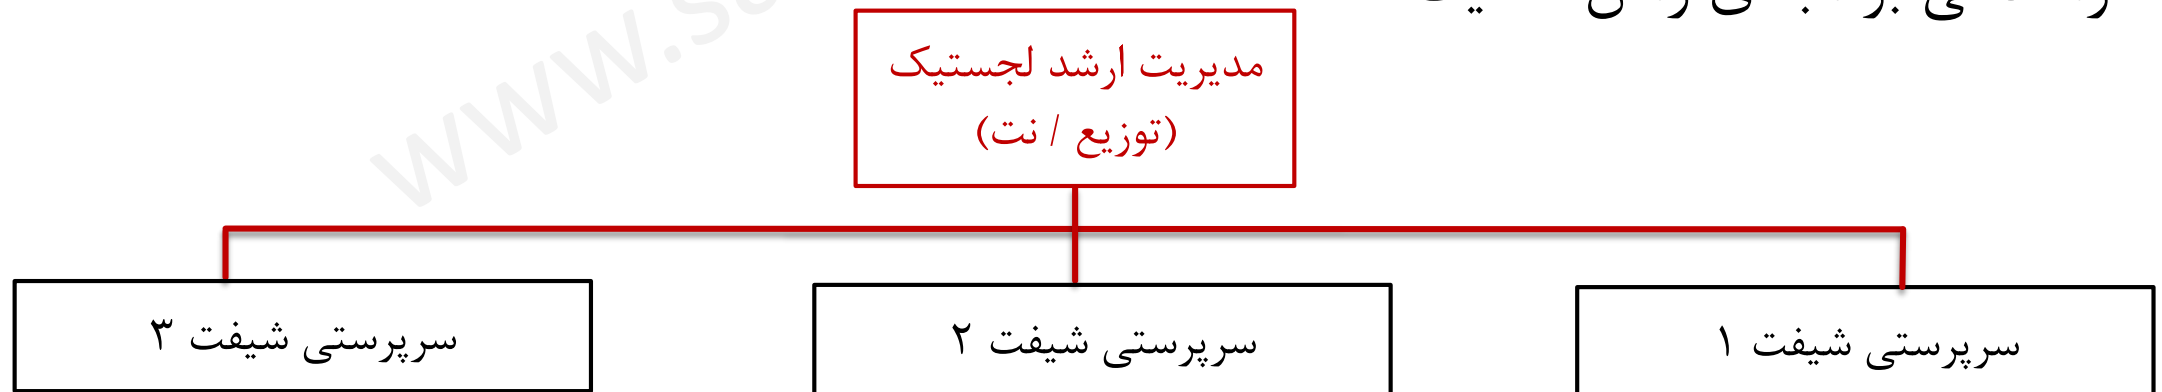 مدیریت ارشد لجستیک
(توزیع / نت)
سرپرستی شیفت ۱
سرپرستی شیفت ۲
سرپرستی شیفت ۳